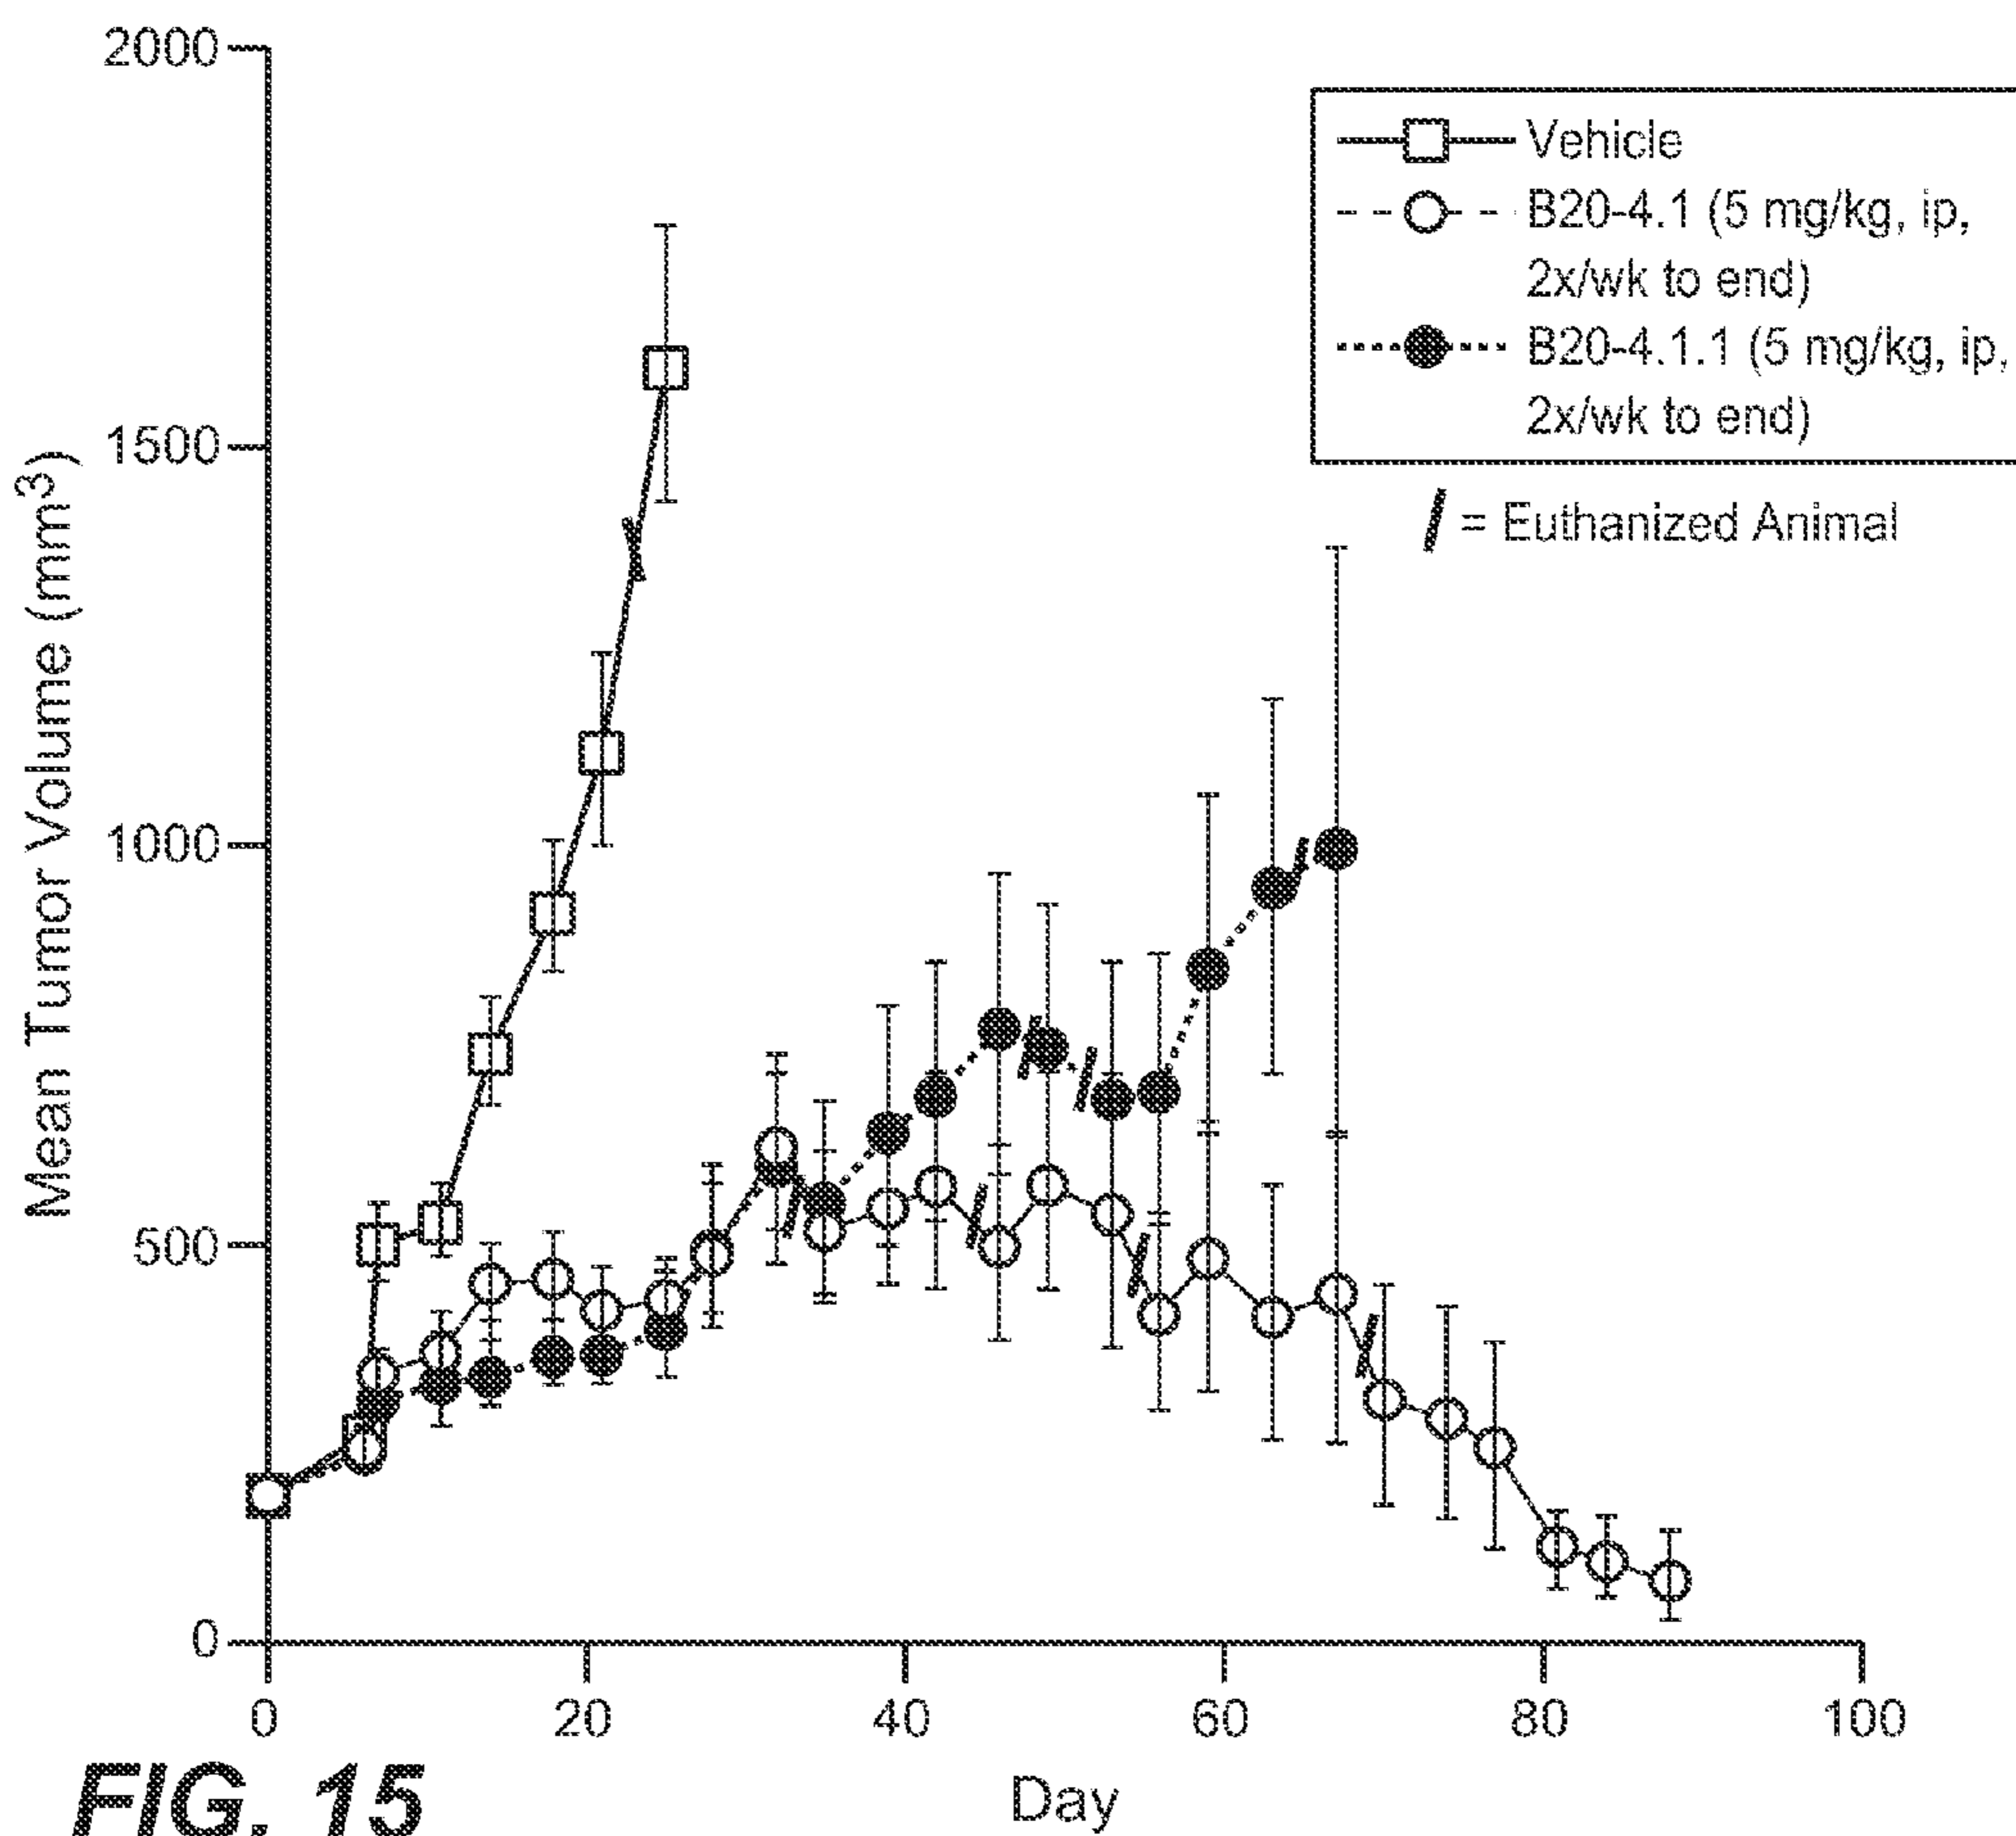 2000
1500
1000
500
0
Mean Tumor Volume (mm³)
Vehicle
B20-4.1 (5 mg/kg, ip,
2x/wk to end)
B20-4.1.1 (5 mg/kg, ip,
2x/wk to end)
/ = Euthanized Animal
0 20 40 60 80 100
Day
FIG. 15